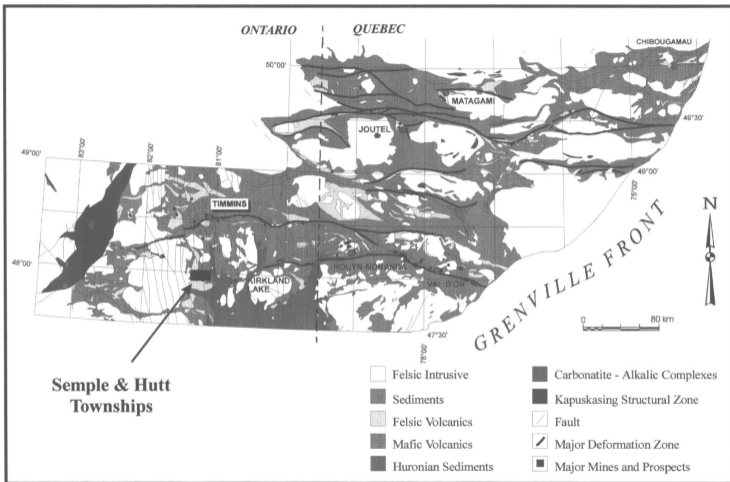 ONTARIO QUEBEC
CHIBOUGAMAU
50°00'
MATAGAMI
49°30'
JOUTEL
49°00'
83°00'
82°00'
81°00'
49°00'
75°00'
TIMMINS
N
48°00'
ROUYN-NORANDA
KIRKLAND
LAKE
VAL D'OR
GRENVILLE FRONT
47°30'
0 80 km
78°00'
Semple & Hutt
Townships
Felsic Intrusive
Sediments
Felsic Volcanics
Mafic Volcanics
Huronian Sediments
Carbonatite - Alkalic Complexes
Kapuskasing Structural Zone
Fault
Major Deformation Zone
Major Mines and Prospects